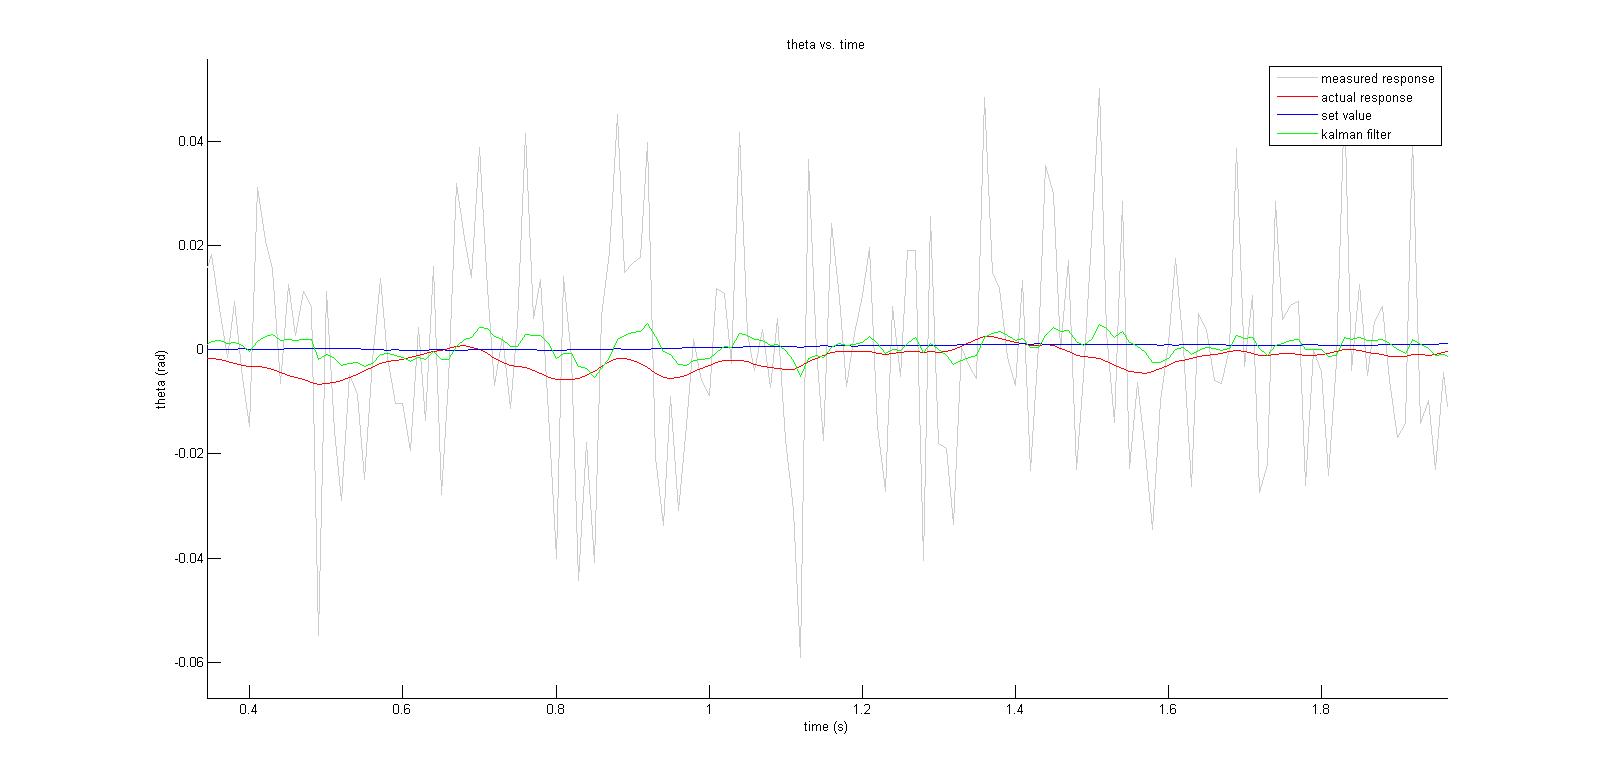 theta vs. time
measured response
actual response
set value
kalman filter
0.04
0.02
0
-0.02
-0.04
-0.06
theta (rad)
0.4 0.6 0.8 1 1.2 1.4 1.6 1.8
time (s)